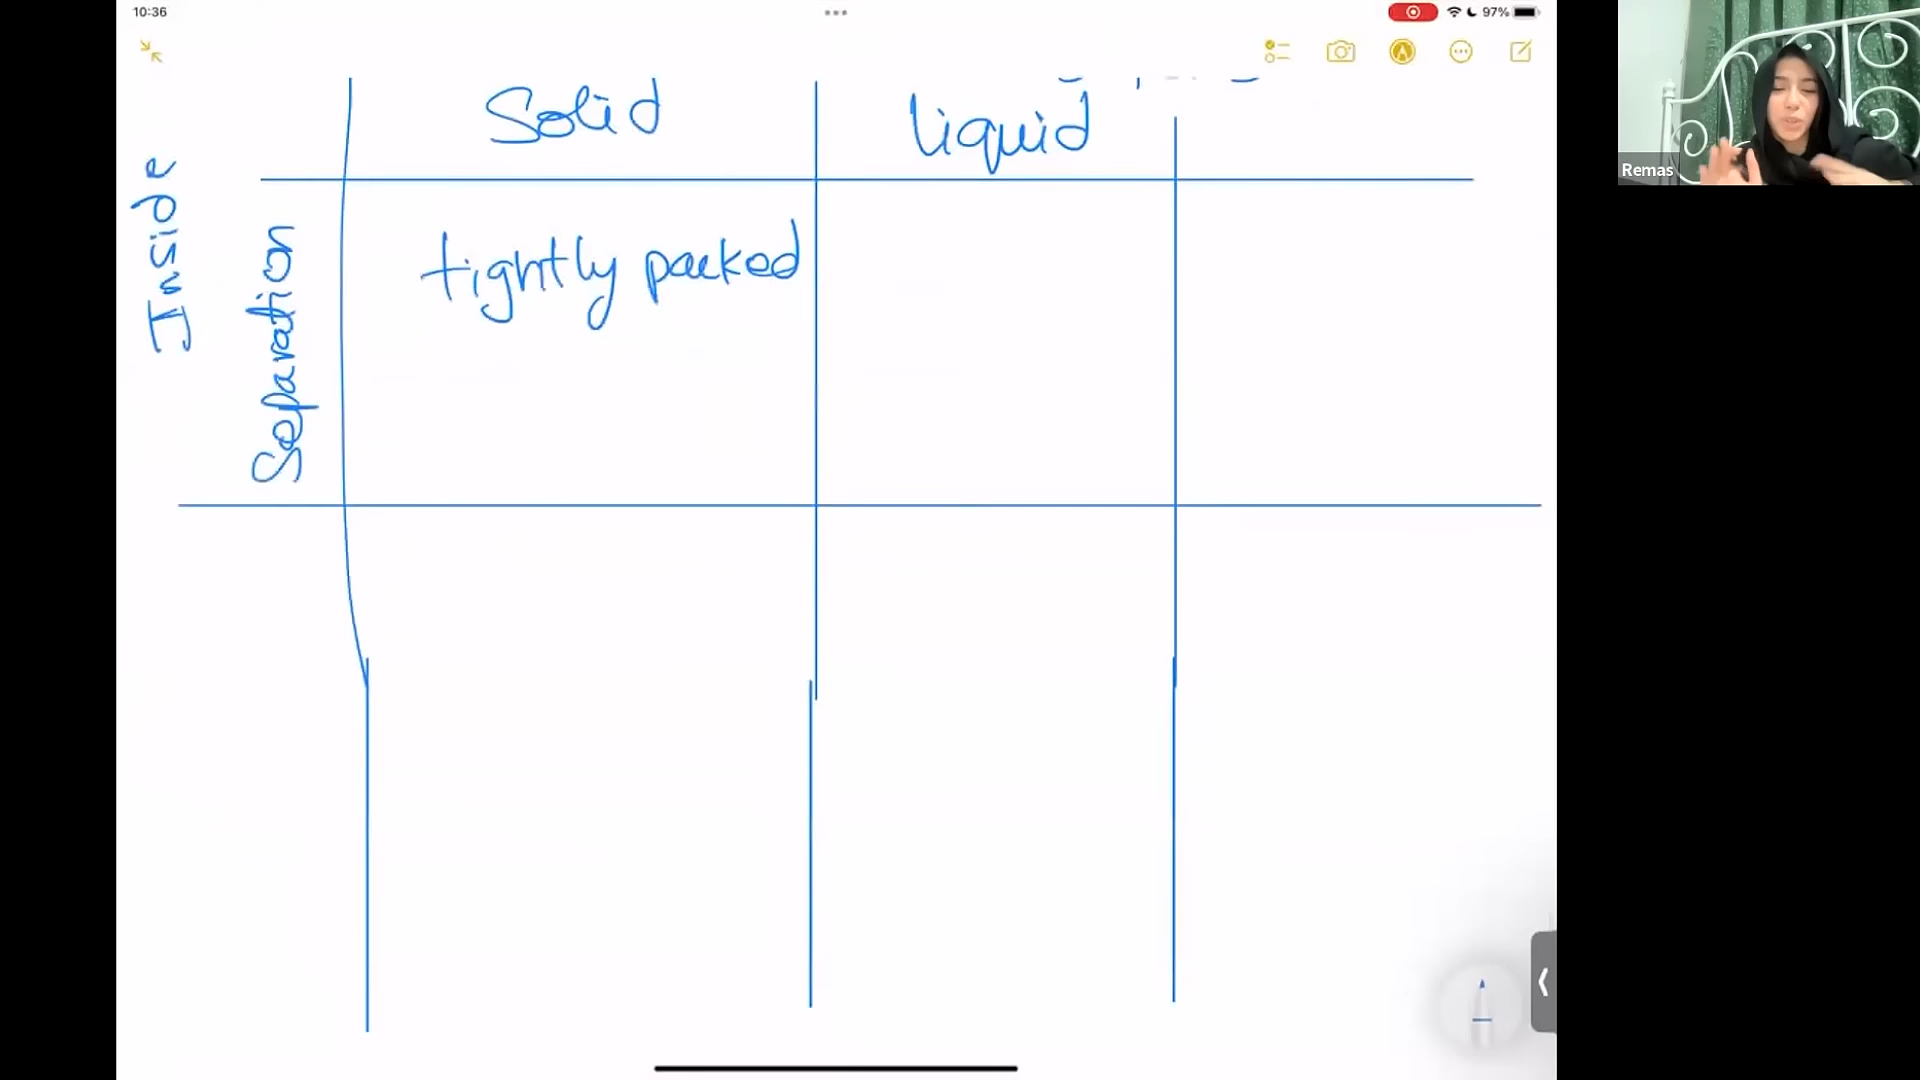 10:36
97%
Solid
liquid
Inside
Separation
tightly packed
Remas